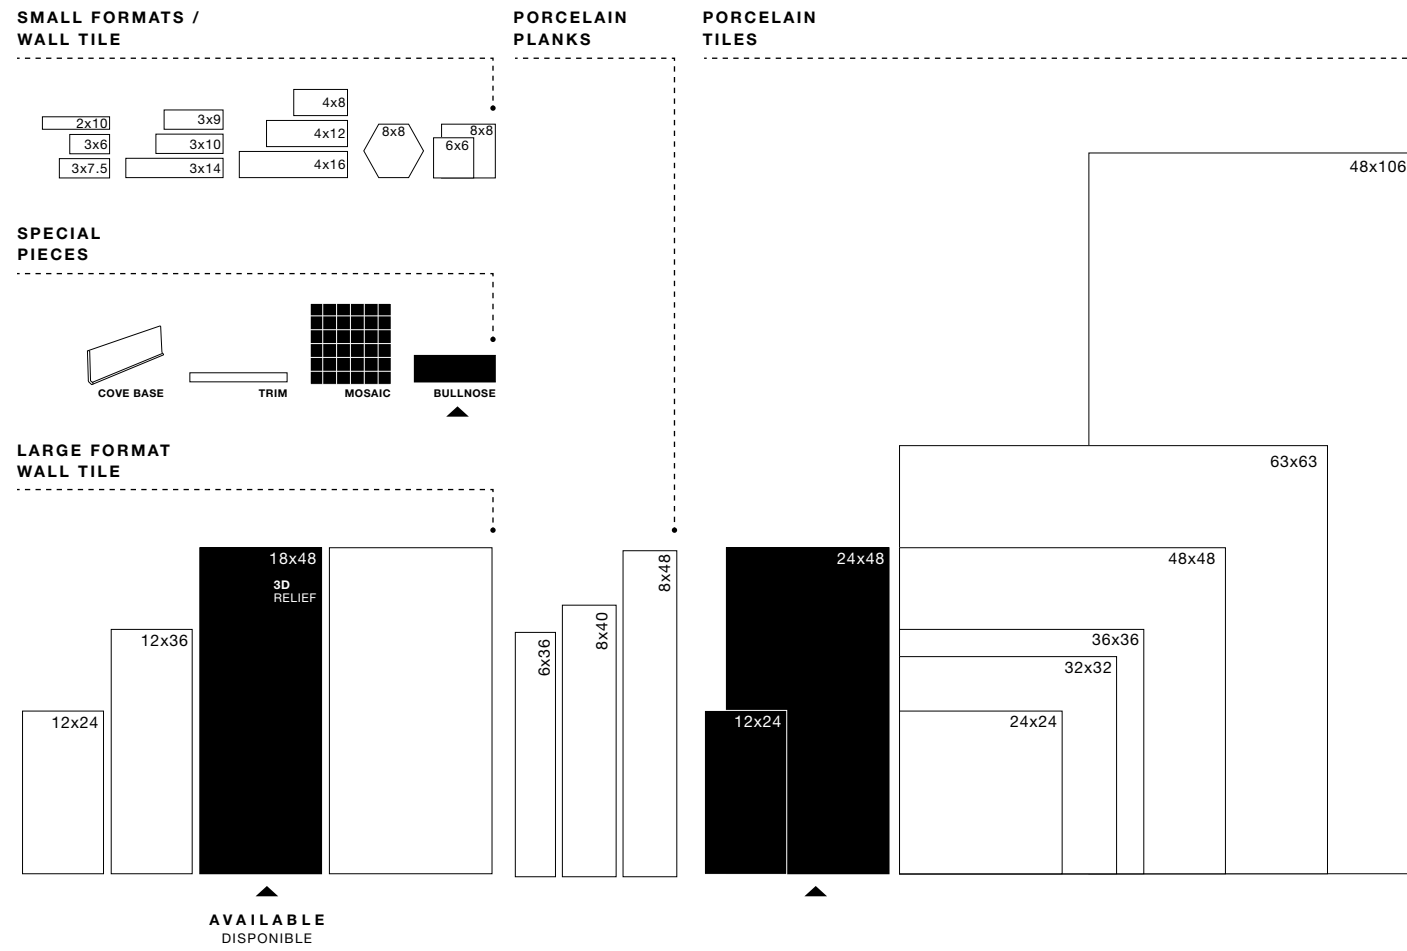 SMALL FORMATS /
WALL TILE
2x10
3x6
3x7.5
3x9
3x10
3x14
4x8
4x12
4x16
8x8
8x8
6x6
SPECIAL
PIECES
COVE BASE
TRIM
MOSAIC
BULLNOSE
LARGE FORMAT
WALL TILE
12x24
12x36
18x48
3D
RELIEF
AVAILABLE
DISPONIBLE
PORCELAIN
PLANKS
6x36
8x40
8x48
PORCELAIN
TILES
12x24
24x48
24x24
32x32
36x36
48x48
63x63
48x106